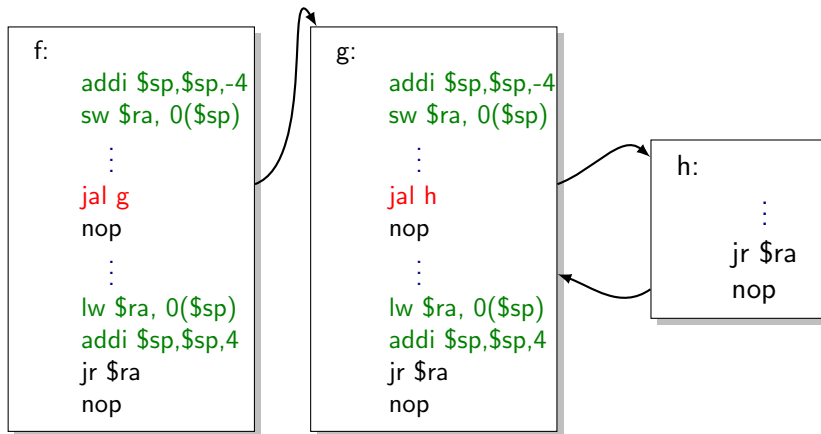 f:
addi $sp,$sp,-4
sw $ra, 0($sp)
⋮
jal g
nop
⋮
lw $ra, 0($sp)
addi $sp,$sp,4
jr $ra
nop
g:
addi $sp,$sp,-4
sw $ra, 0($sp)
⋮
jal h
nop
⋮
lw $ra, 0($sp)
addi $sp,$sp,4
jr $ra
nop
h:
⋮
jr $ra
nop